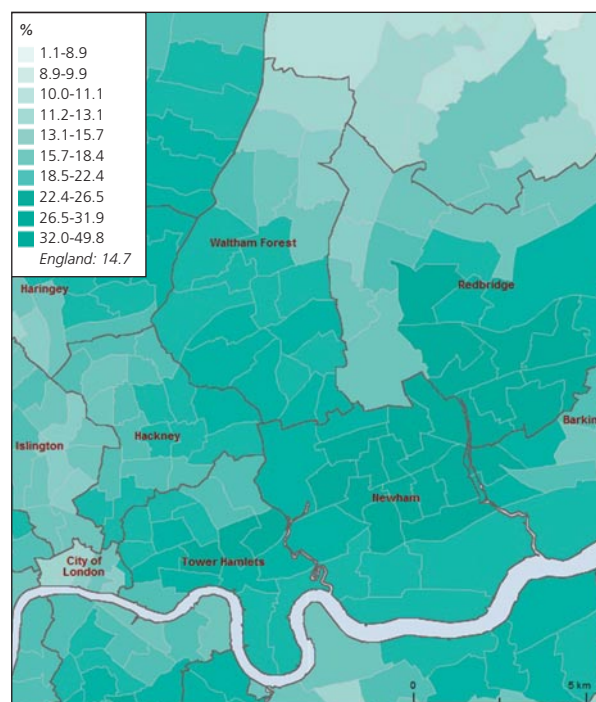 %
1.1-8.9
8.9-9.9
10.0-11.1
11.2-13.1
13.1-15.7
15.7-18.4
18.5-22.4
22.4-26.5
26.5-31.9
32.0-49.8
England: 14.7
Waltham Forest
Haringey
Redbridge
Barkin
Islington
Hackney
Newham
City of
London
Tower Hamlets
0 5 km